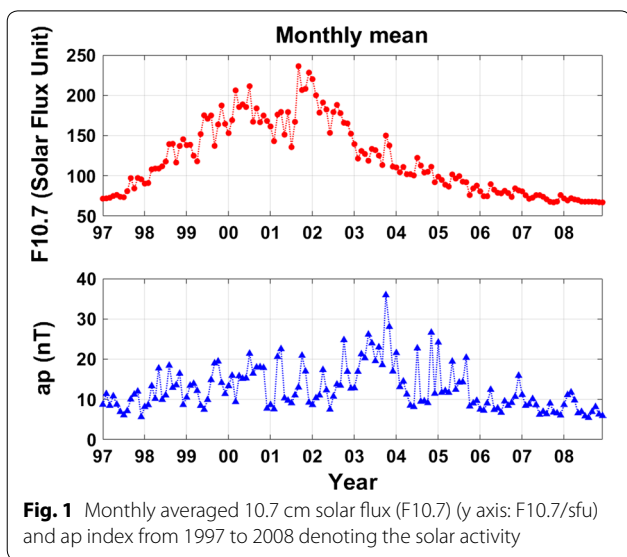 Monthly mean
F10.7 (Solar Flux Unit)
250
200
150
100
50
97 98 99 00 01 02 03 04 05 06 07 08
ap (nT)
40
30
20
10
0
97 98 99 00 01 02 03 04 05 06 07 08
Year
Fig. 1 Monthly averaged 10.7 cm solar flux (F10.7) (y axis: F10.7/sfu)
and ap index from 1997 to 2008 denoting the solar activity